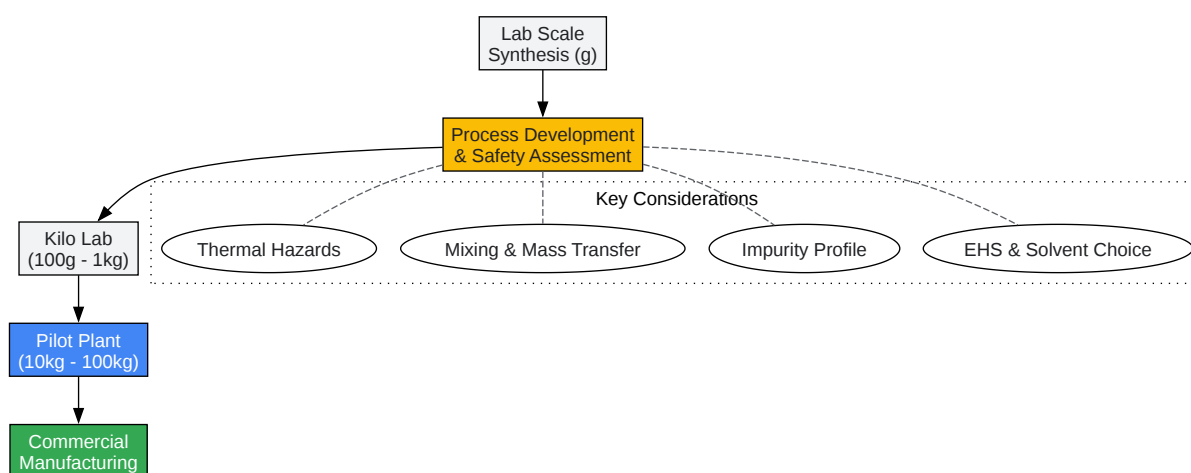 Lab Scale
Synthesis (g)
Process Development
& Safety Assessment
Key Considerations
Kilo Lab
(100g - 1kg)
Thermal Hazards
Mixing & Mass Transfer
Impurity Profile
EHS & Solvent Choice
Pilot Plant
(10kg - 100kg)
Commercial
Manufacturing